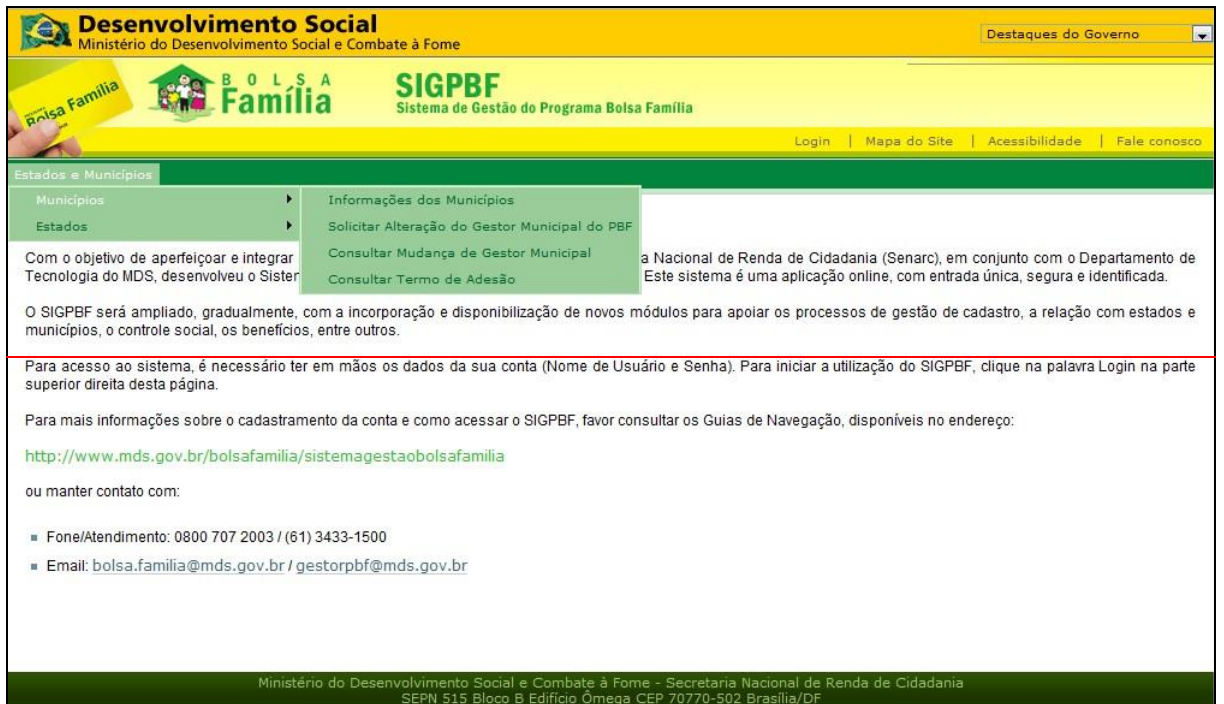 Desenvolvimento Social
Ministério do Desenvolvimento Social e Combate à Fome
Destaques do Governo
Bolsa Família
BOLSA
Família
SIGPBF
Sistema de Gestão do Programa Bolsa Família
Login | Mapa do Site | Acessibilidade | Fale conosco
Estados e Municípios
Municípios
Estados
Informações dos Municípios
Solicitar Alteração do Gestor Municipal do PBF
Consultar Mudança de Gestor Municipal
Consultar Termo de Adesão
Com o objetivo de aperfeiçoar e integrar a Nacional de Renda de Cidadania (Senarc), em conjunto com o Departamento de
Tecnologia do MDS, desenvolveu o Sister Este sistema é uma aplicação online, com entrada única, segura e identificada.
O SIGPBF será ampliado, gradualmente, com a incorporação e disponibilização de novos módulos para apoiar os processos de gestão de cadastro, a relação com estados e
municípios, o controle social, os benefícios, entre outros.
Para acesso ao sistema, é necessário ter em mãos os dados da sua conta (Nome de Usuário e Senha). Para iniciar a utilização do SIGPBF, clique na palavra Login na parte
superior direita desta página.
Para mais informações sobre o cadastramento da conta e como acessar o SIGPBF, favor consultar os Guias de Navegação, disponíveis no endereço:
http://www.mds.gov.br/bolsafamilia/sistemagestaobolsafamilia
ou manter contato com:
Fone/Atendimento: 0800 707 2003 / (61) 3433-1500
Email: bolsa.familia@mds.gov.br / gestorpbf@mds.gov.br
Ministério do Desenvolvimento Social e Combate à Fome - Secretaria Nacional de Renda de Cidadania
SEPN 515 Bloco B Edifício Ômega CEP 70770-502 Brasília/DF